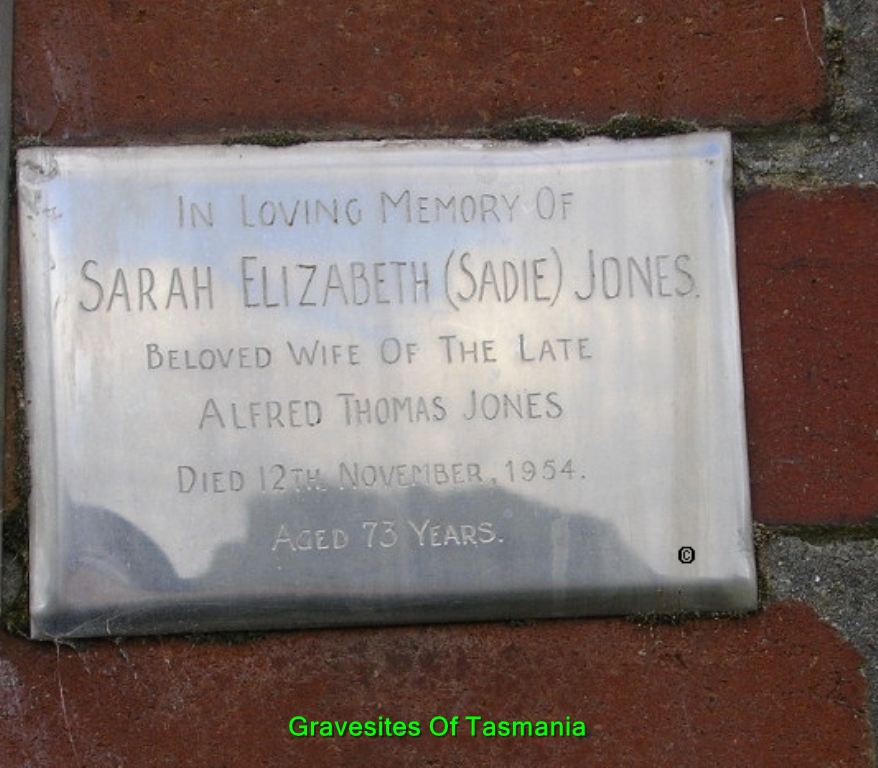 In Loving Memory Of
Sarah Elizabeth (Sadie) Jones.
Beloved Wife Of The Late
Alfred Thomas Jones
Died 12th. November, 1954.
Aged 73 Years.
©
Gravesites Of Tasmania